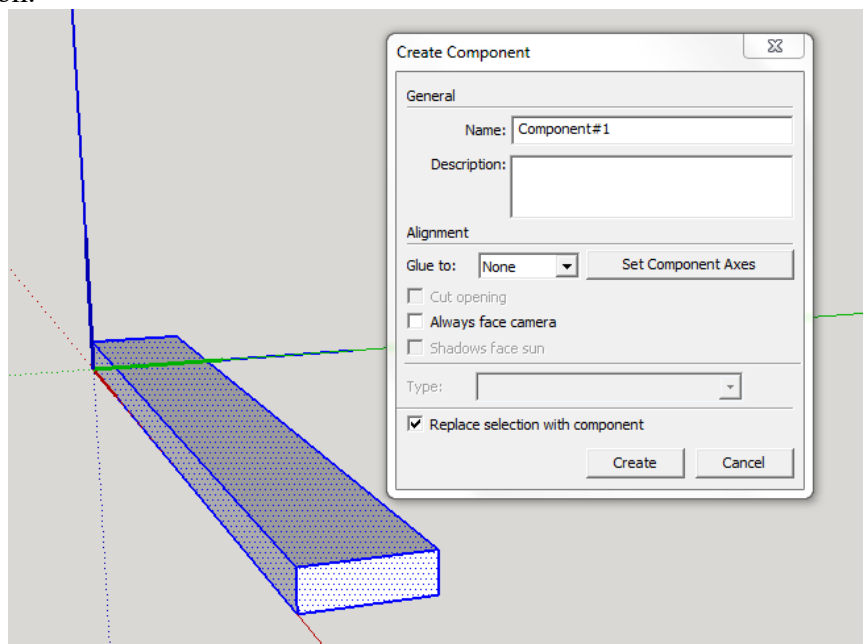 Create Component
General
Name: Component#1
Description:
Alignment
Glue to: None Set Component Axes
Cut opening
Always face camera
Shadows face sun
Type:
Replace selection with component
Create Cancel